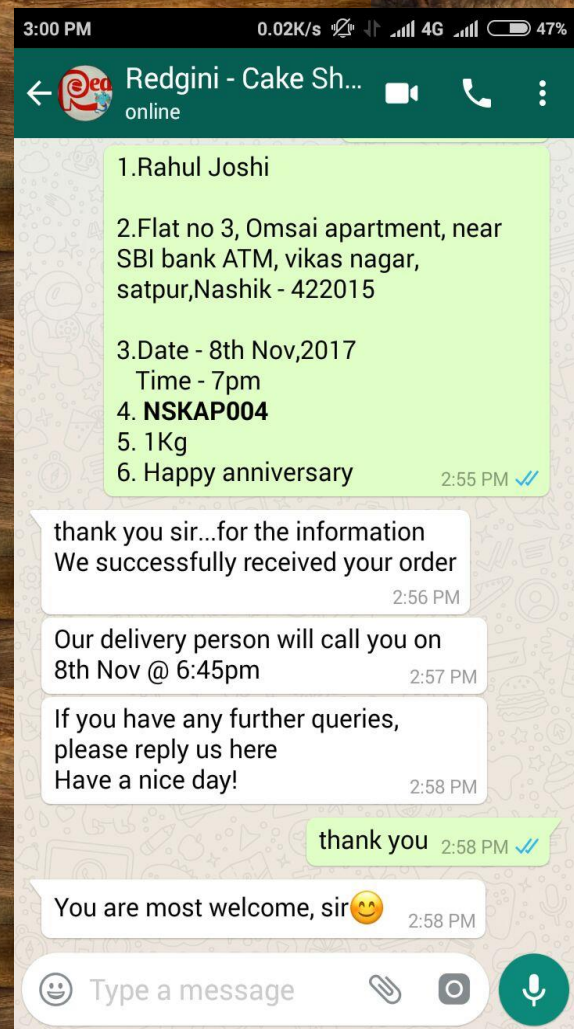 3:00 PM 0.02K/s 4G 47%
Red
Redgini - Cake Sh...
online
1.Rahul Joshi
2.Flat no 3, Omsai apartment, near
SBI bank ATM, vikas nagar,
satpur,Nashik - 422015
3.Date - 8th Nov,2017
Time - 7pm
4. NSKAP004
5. 1Kg
6. Happy anniversary
2:55 PM
thank you sir...for the information
We successfully received your order
2:56 PM
Our delivery person will call you on
8th Nov @ 6:45pm
2:57 PM
If you have any further queries,
please reply us here
Have a nice day!
2:58 PM
thank you 2:58 PM
You are most welcome, sir😊 2:58 PM
Type a message